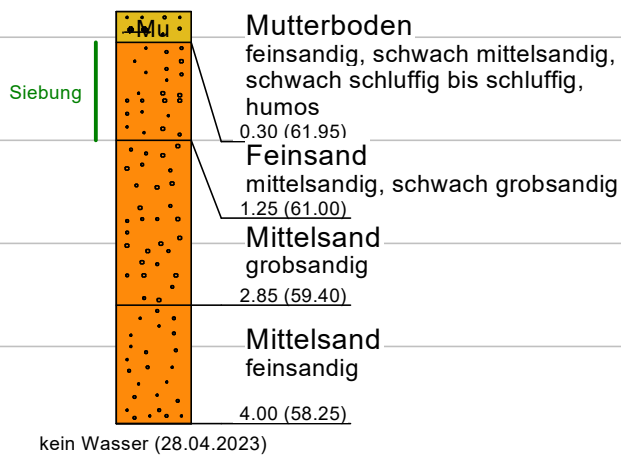 Mu
Mutterboden
feinsandig, schwach mittelsandig,
schwach schluffig bis schluffig,
humos
0.30 (61.95)
Siebung
Feinsand
mittelsandig, schwach grobsandig
1.25 (61.00)
Mittelsand
grobsandig
2.85 (59.40)
Mittelsand
feinsandig
4.00 (58.25)
kein Wasser (28.04.2023)